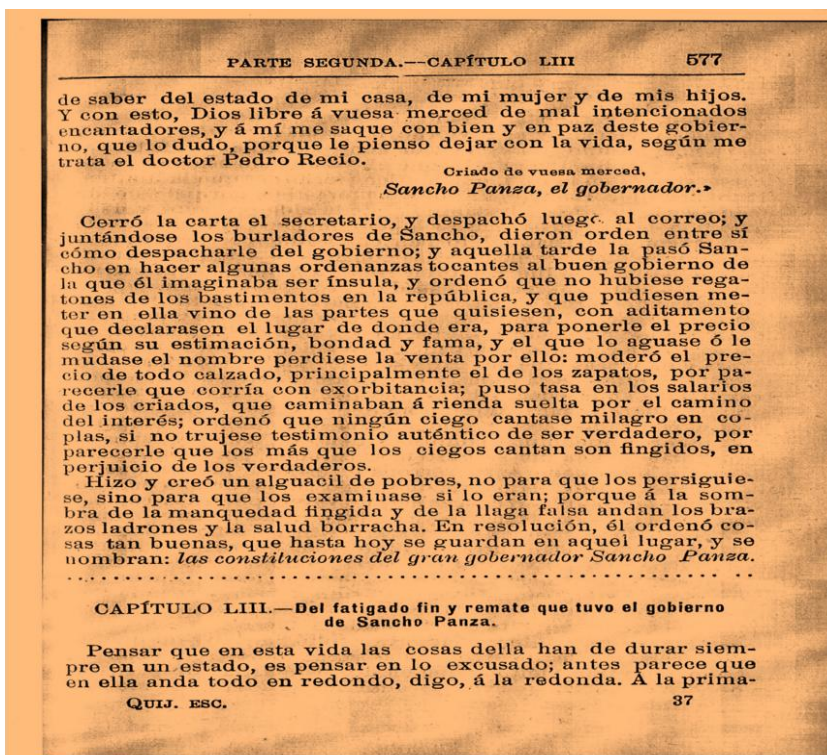 PARTE SEGUNDA.—CAPÍTULO LIII 577
de saber del estado de mi casa, de mi mujer y de mis hijos.
Y con esto, Dios libre á vuesa merced de mal intencionados
encantadores, y á mí me saque con bien y en paz deste gobier-
no, que lo dudo, porque le pienso dejar con la vida, según me
trata el doctor Pedro Recio.
Criado de vuesa merced,
Sancho Panza, el gobernador.»
Cerró la carta el secretario, y despachó luego al correo; y
juntándose los burladores de Sancho, dieron orden entre sí
cómo despacharle del gobierno; y aquella tarde la pasó San-
cho en hacer algunas ordenanzas tocantes al buen gobierno de
la que él imaginaba ser ínsula, y ordenó que no hubiese rega-
tones de los bastimentos en la república, y que pudiesen me-
ter en ella vino de las partes que quisiesen, con aditamento
que declarasen el lugar de donde era, para ponerle el precio
según su estimación, bondad y fama, y el que lo aguase ó le
mudase el nombre perdiese la venta por ello: moderó el pre-
cio de todo calzado, principalmente el de los zapatos, por pa-
recerle que corría con exorbitancia; puso tasa en los salarios
de los criados, que caminaban á rienda suelta por el camino
del interés; ordenó que ningún ciego cantase milagro en co-
plas, si no trujese testimonio auténtico de ser verdadero, por
parecerle que los más que los ciegos cantan son fingidos, en
perjuicio de los verdaderos.
Hizo y creó un alguacil de pobres, no para que los persiguie-
se, sino para que los examinase si lo eran; porque á la som-
bra de la manquedad fingida y de la llaga falsa andan los bra-
zos ladrones y la salud borracha. En resolución, él ordenó co-
sas tan buenas, que hasta hoy se guardan en aquel lugar, y se
nombran: las constituciones del gran gobernador Sancho Panza.
CAPÍTULO LIII.—Del fatigado fin y remate que tuvo el gobierno
de Sancho Panza.
Pensar que en esta vida las cosas della han de durar siem-
pre en un estado, es pensar en lo excusado; antes parece que
en ella anda todo en redondo, digo, á la redonda. A la prima-
QUIJ. ESC. 37